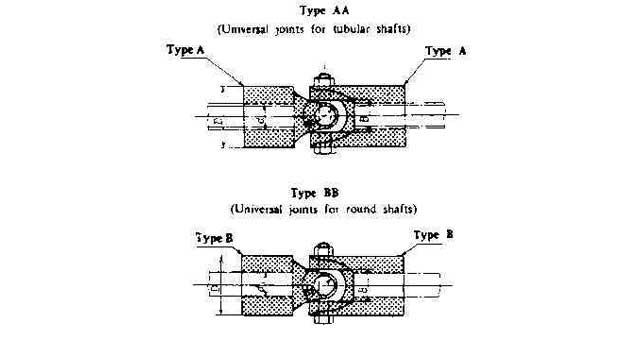 Type AA
(Universal joints for tubular shafts)
Type A
Type A
D
d
B
Type BB
(Universal joints for round shafts)
Type B
Type B
D
d
B